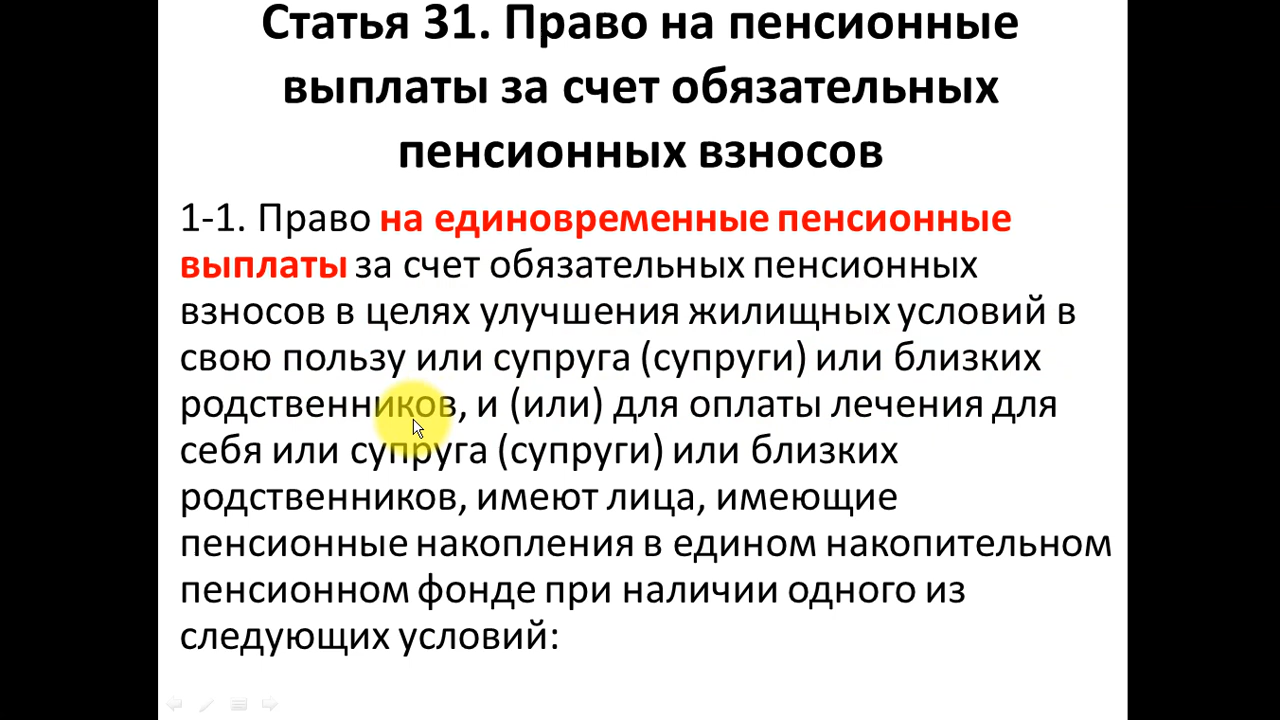 Статья 31. Право на пенсионные
выплаты за счет обязательных
пенсионных взносов
1-1. Право на единовременные пенсионные
выплаты за счет обязательных пенсионных
взносов в целях улучшения жилищных условий в
свою пользу или супруга (супруги) или близких
родственников, и (или) для оплаты лечения для
себя или супруга (супруги) или близких
родственников, имеют лица, имеющие
пенсионные накопления в едином накопительном
пенсионном фонде при наличии одного из
следующих условий: